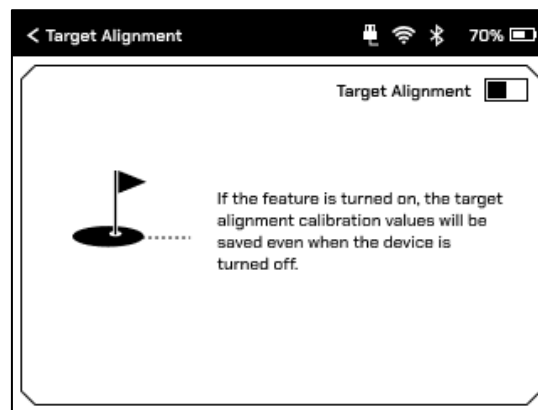 < Target Alignment 70%
Target Alignment
If the feature is turned on, the target
alignment calibration values will be
saved even when the device is
turned off.